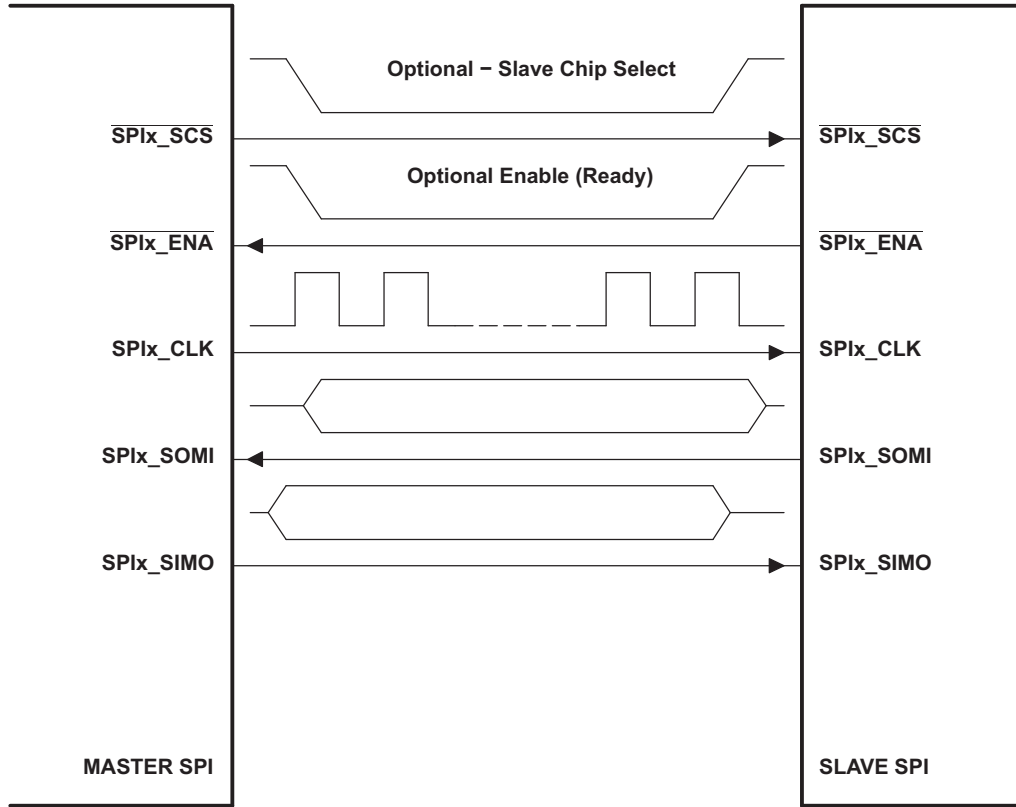 Optional − Slave Chip Select
SPIx_SCS SPIx_SCS
Optional Enable (Ready)
SPIx_ENA SPIx_ENA
SPIx_CLK SPIx_CLK
SPIx_SOMI SPIx_SOMI
SPIx_SIMO SPIx_SIMO
MASTER SPI SLAVE SPI